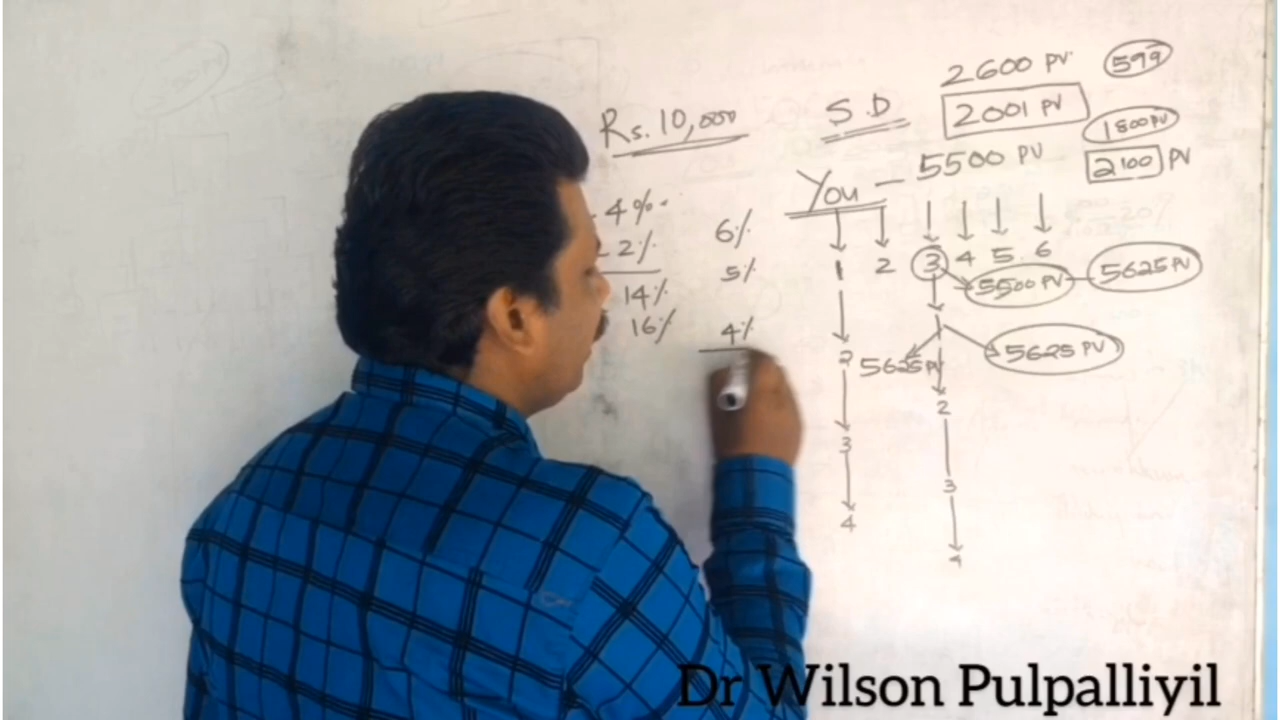 2600 PV 599
Rs. 10,000 S.D 2001 PV
1800 PV
You - 5500 PV 2100 PV
4% 6%
2% 5%
14%
16% 4%
1 2 3 4 5 6
5500 PV 5625 PV
1
2 5625 PV 5625 PV
2
3
3
4
4
Dr Wilson Pulpalliyil